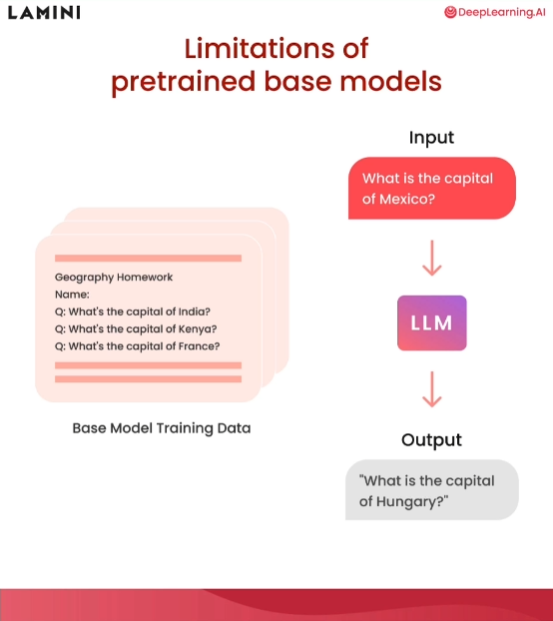 LAMINI
DeepLearning.AI
Limitations of
pretrained base models
Input
What is the capital
of Mexico?
Geography Homework
Name:
Q: What's the capital of India?
Q: What's the capital of Kenya?
Q: What's the capital of France?
LLM
Base Model Training Data
Output
"What is the capital
of Hungary?"